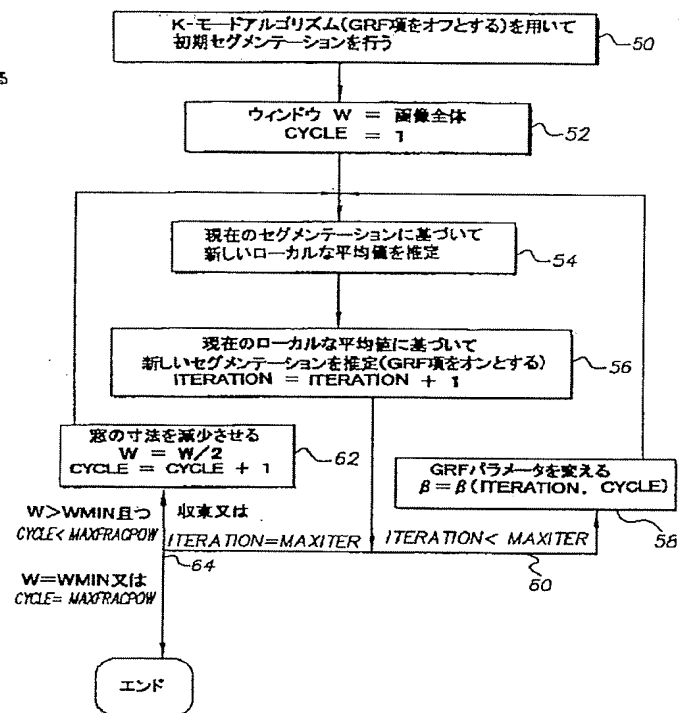 K-モードアルゴリズム(GRF項をオフとする)を用いて
初期セグメンテーションを行う
50
ウィンドウ W = 画像全体
CYCLE = 1
52
現在のセグメンテーションに基づいて
新しいローカルな平均値を推定
54
現在のローカルな平均値に基づいて
新しいセグメンテーションを推定(GRF項をオンとする)
ITERATION = ITERATION + 1
56
窓の寸法を減少させる
W = W/2
CYCLE = CYCLE + 1
62
GRFパラメータを変える
β=β(ITERATION, CYCLE)
58
W>WMIN且つ
CYCLE< MAXFRACPOW
収束又は
ITERATION=MAXITER
ITERATION< MAXITER
64
60
W=WMIN又は
CYCLE= MAXFRACPOW
エンド